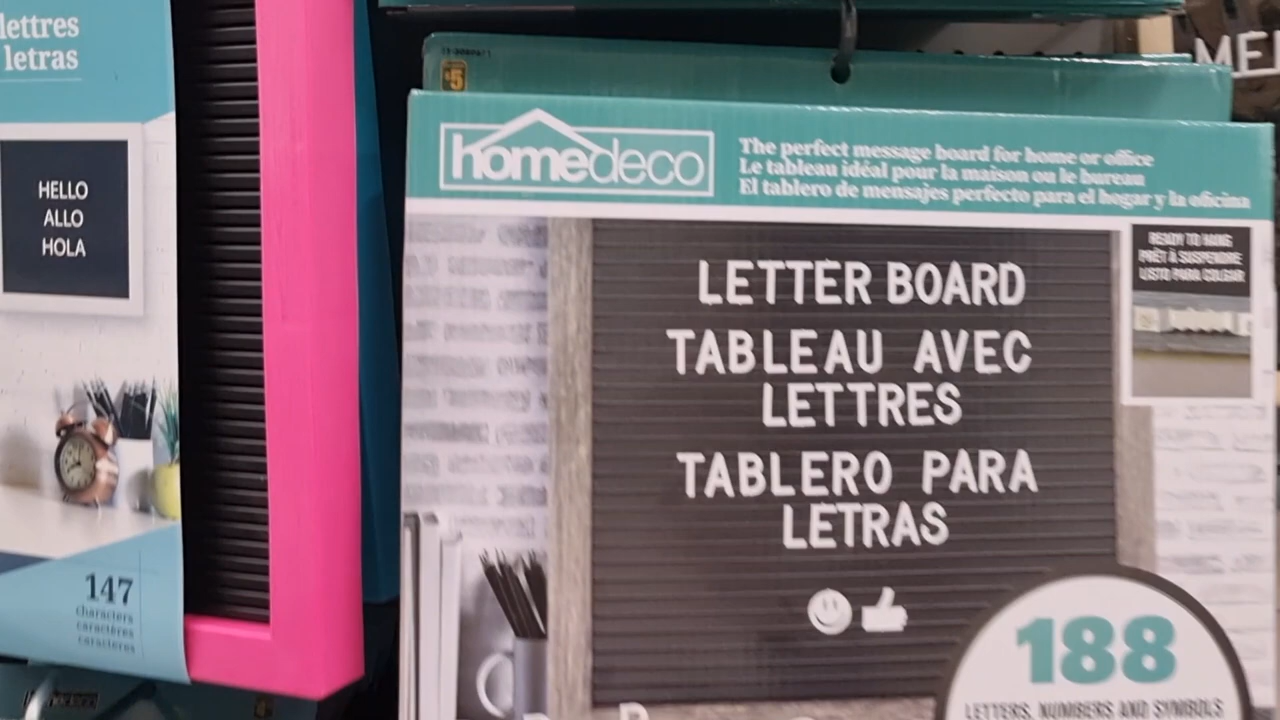 lettres
letras
HELLO
ALLO
HOLA
147
characters
caractères
caracteres
$5
homedeco
The perfect message board for home or office
Le tableau idéal pour la maison ou le bureau
El tablero de mensajes perfecto para el hogar y la oficina
LETTER BOARD
TABLEAU AVEC
LETTRES
TABLERO PARA
LETRAS
READY TO HANG
PRÊT À SUSPENDRE
LISTO PARA COLGAR
188
LETTERS, NUMBERS AND SYMBOLS